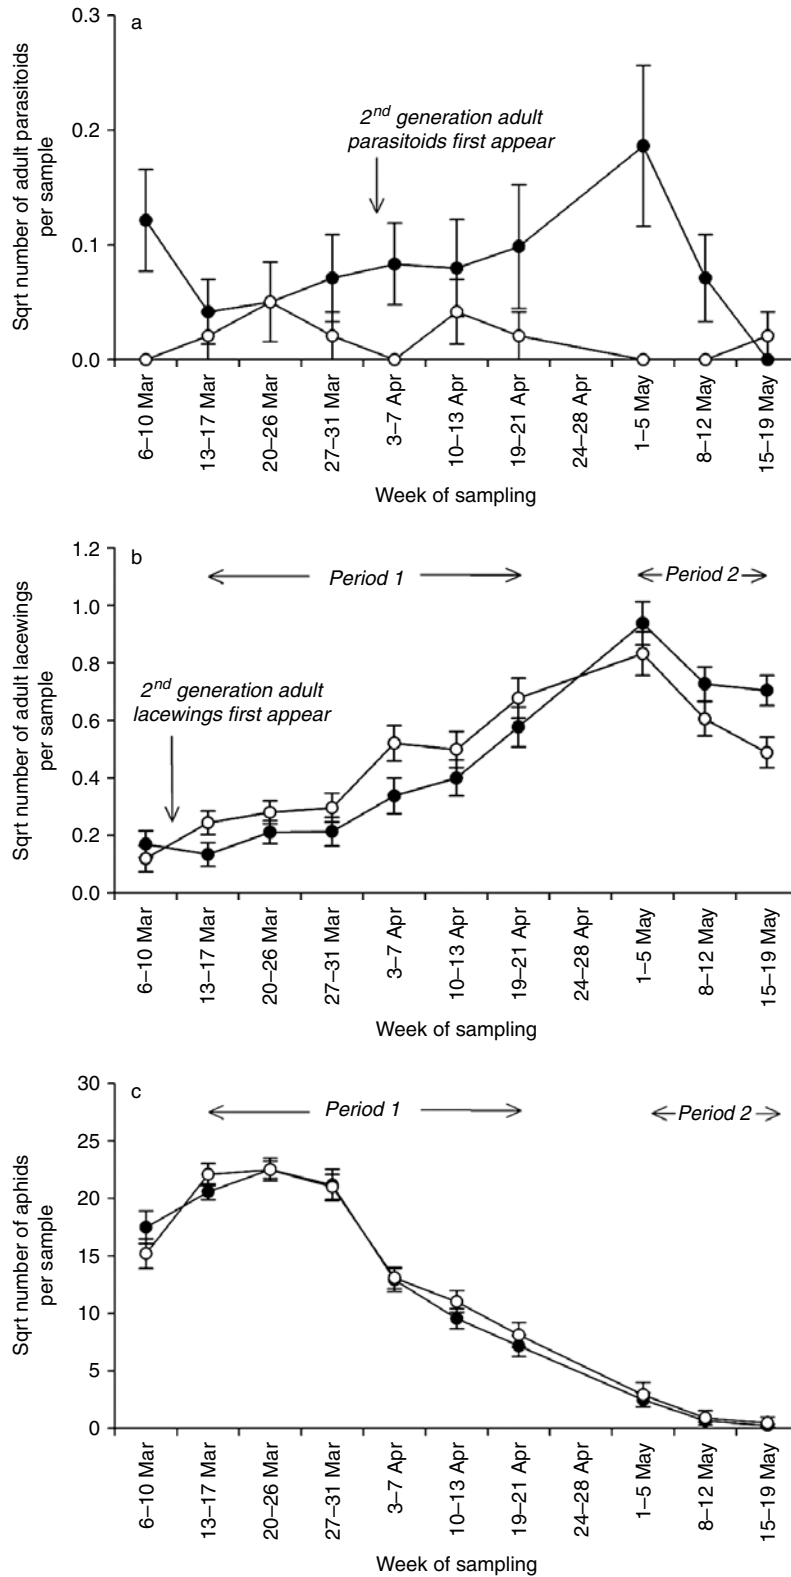 a
0.3
0.2
0.1
0.0
Sqrt number of adult parasitoids
per sample
2nd generation adult
parasitoids first appear
6–10 Mar
13–17 Mar
20–26 Mar
27–31 Mar
3–7 Apr
10–13 Apr
19–21 Apr
24–28 Apr
1–5 May
8–12 May
15–19 May
Week of sampling
b
1.2
1.0
0.8
0.6
0.4
0.2
0.0
Sqrt number of adult lacewings
per sample
Period 1
Period 2
2nd generation adult
lacewings first appear
6–10 Mar
13–17 Mar
20–26 Mar
27–31 Mar
3–7 Apr
10–13 Apr
19–21 Apr
24–28 Apr
1–5 May
8–12 May
15–19 May
Week of sampling
c
30
25
20
15
10
5
0
Sqrt number of aphids
per sample
Period 1
Period 2
6–10 Mar
13–17 Mar
20–26 Mar
27–31 Mar
3–7 Apr
10–13 Apr
19–21 Apr
24–28 Apr
1–5 May
8–12 May
15–19 May
Week of sampling